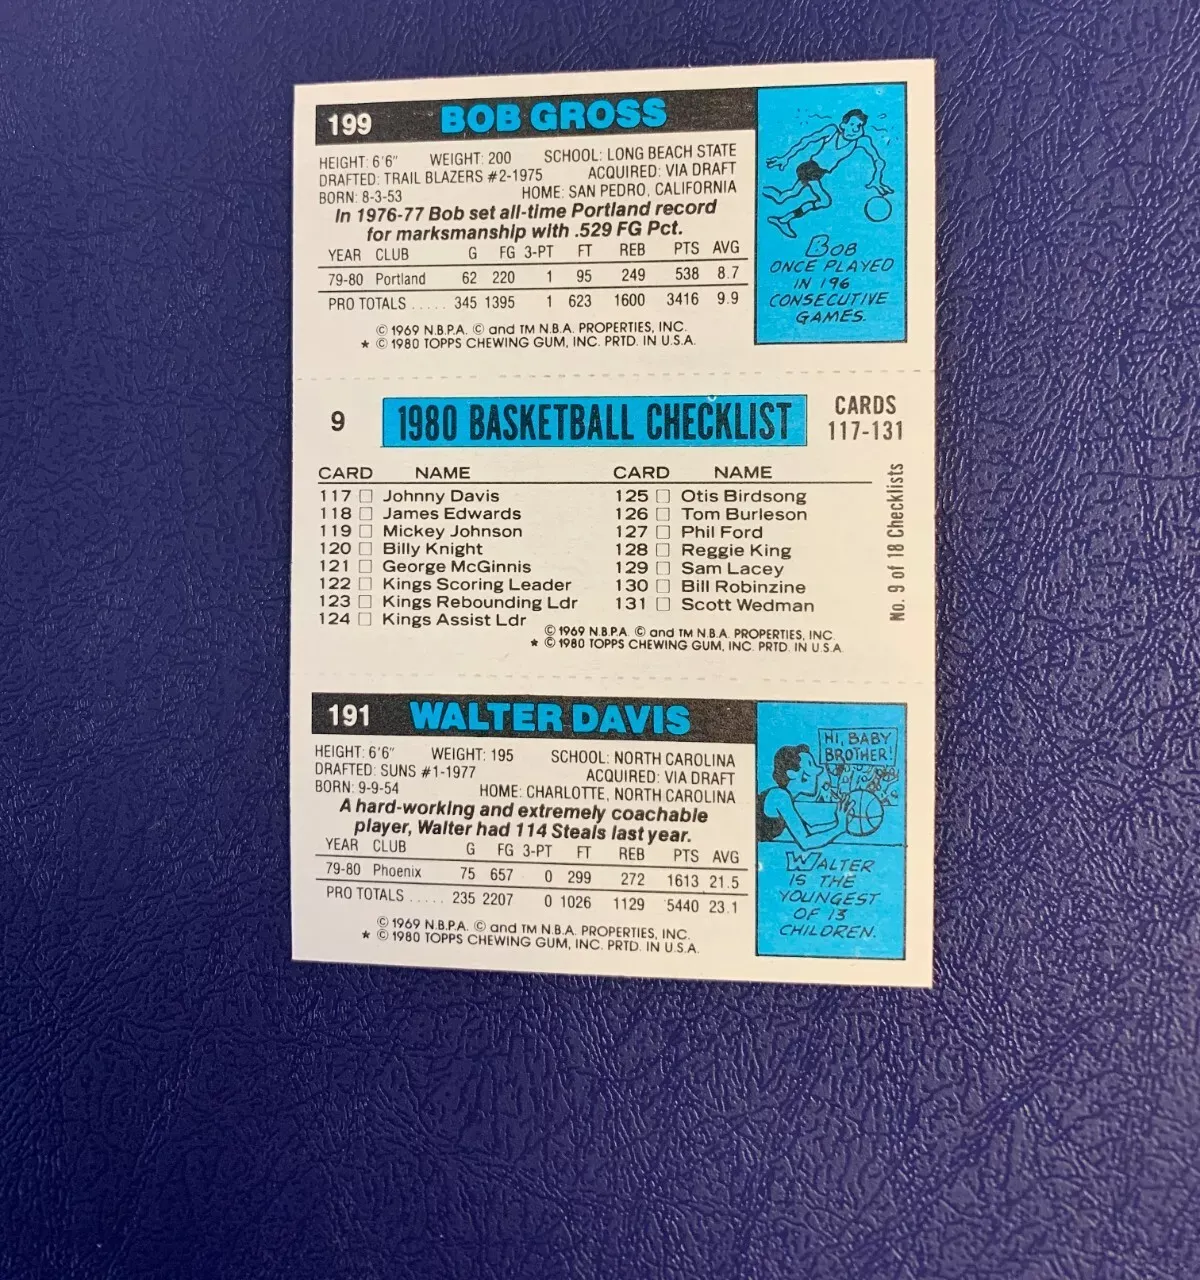 199 BOB GROSS
HEIGHT: 6'6" WEIGHT: 200 SCHOOL: LONG BEACH STATE
DRAFTED: TRAIL BLAZERS #2-1975 ACQUIRED: VIA DRAFT
BORN: 8-3-53 HOME: SAN PEDRO, CALIFORNIA
In 1976-77 Bob set all-time Portland record
for marksmanship with .529 FG Pct.
YEAR CLUB G FG 3-PT FT REB PTS AVG
79-80 Portland 62 220 1 95 249 538 8.7
PRO TOTALS ..... 345 1395 1 623 1600 3416 9.9
© 1969 N.B.P.A. © and TM N.B.A. PROPERTIES, INC.
* © 1980 TOPPS CHEWING GUM, INC. PRTD. IN U.S.A.
BOB
ONCE PLAYED
IN 196
CONSECUTIVE
GAMES.
9 1980 BASKETBALL CHECKLIST CARDS
117-131
CARD NAME CARD NAME
117 □ Johnny Davis 125 □ Otis Birdsong
118 □ James Edwards 126 □ Tom Burleson
119 □ Mickey Johnson 127 □ Phil Ford
120 □ Billy Knight 128 □ Reggie King
121 □ George McGinnis 129 □ Sam Lacey
122 □ Kings Scoring Leader 130 □ Bill Robinzine
123 □ Kings Rebounding Ldr 131 □ Scott Wedman
124 □ Kings Assist Ldr
© 1969 N.B.P.A. © and TM N.B.A. PROPERTIES, INC.
* © 1980 TOPPS CHEWING GUM, INC. PRTD. IN U.S.A.
No. 9 of 18 Checklists
191 WALTER DAVIS
HEIGHT: 6'6" WEIGHT: 195 SCHOOL: NORTH CAROLINA
DRAFTED: SUNS #1-1977 ACQUIRED: VIA DRAFT
BORN: 9-9-54 HOME: CHARLOTTE, NORTH CAROLINA
A hard-working and extremely coachable
player, Walter had 114 Steals last year.
YEAR CLUB G FG 3-PT FT REB PTS AVG
79-80 Phoenix 75 657 0 299 272 1613 21.5
PRO TOTALS ..... 235 2207 0 1026 1129 5440 23.1
© 1969 N.B.P.A. © and TM N.B.A. PROPERTIES, INC.
* © 1980 TOPPS CHEWING GUM, INC. PRTD. IN U.S.A.
HI, BABY
BROTHER!
WALTER
IS THE
YOUNGEST
OF 13
CHILDREN.